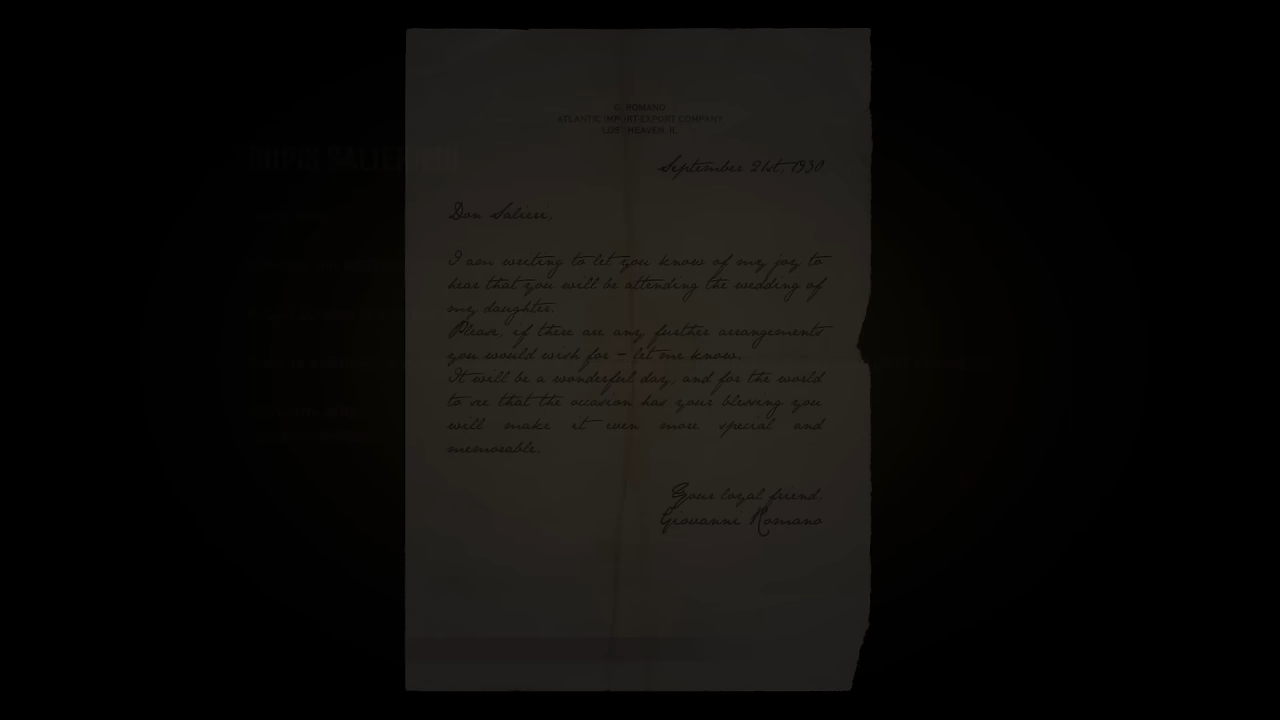 G. ROMANO
ATLANTIC IMPORT-EXPORT COMPANY
LOST HEAVEN, IL
September 21st, 1930
Don Salieri,
I am writing to let you know of my joy to
hear that you will be attending the wedding of
my daughter.
Please, if there are any further arrangements
you would wish for – let me know.
It will be a wonderful day, and for the world
to see that the occasion has your blessing you
will make it even more special and
memorable.
Your loyal feriend,
Giovanni Romano